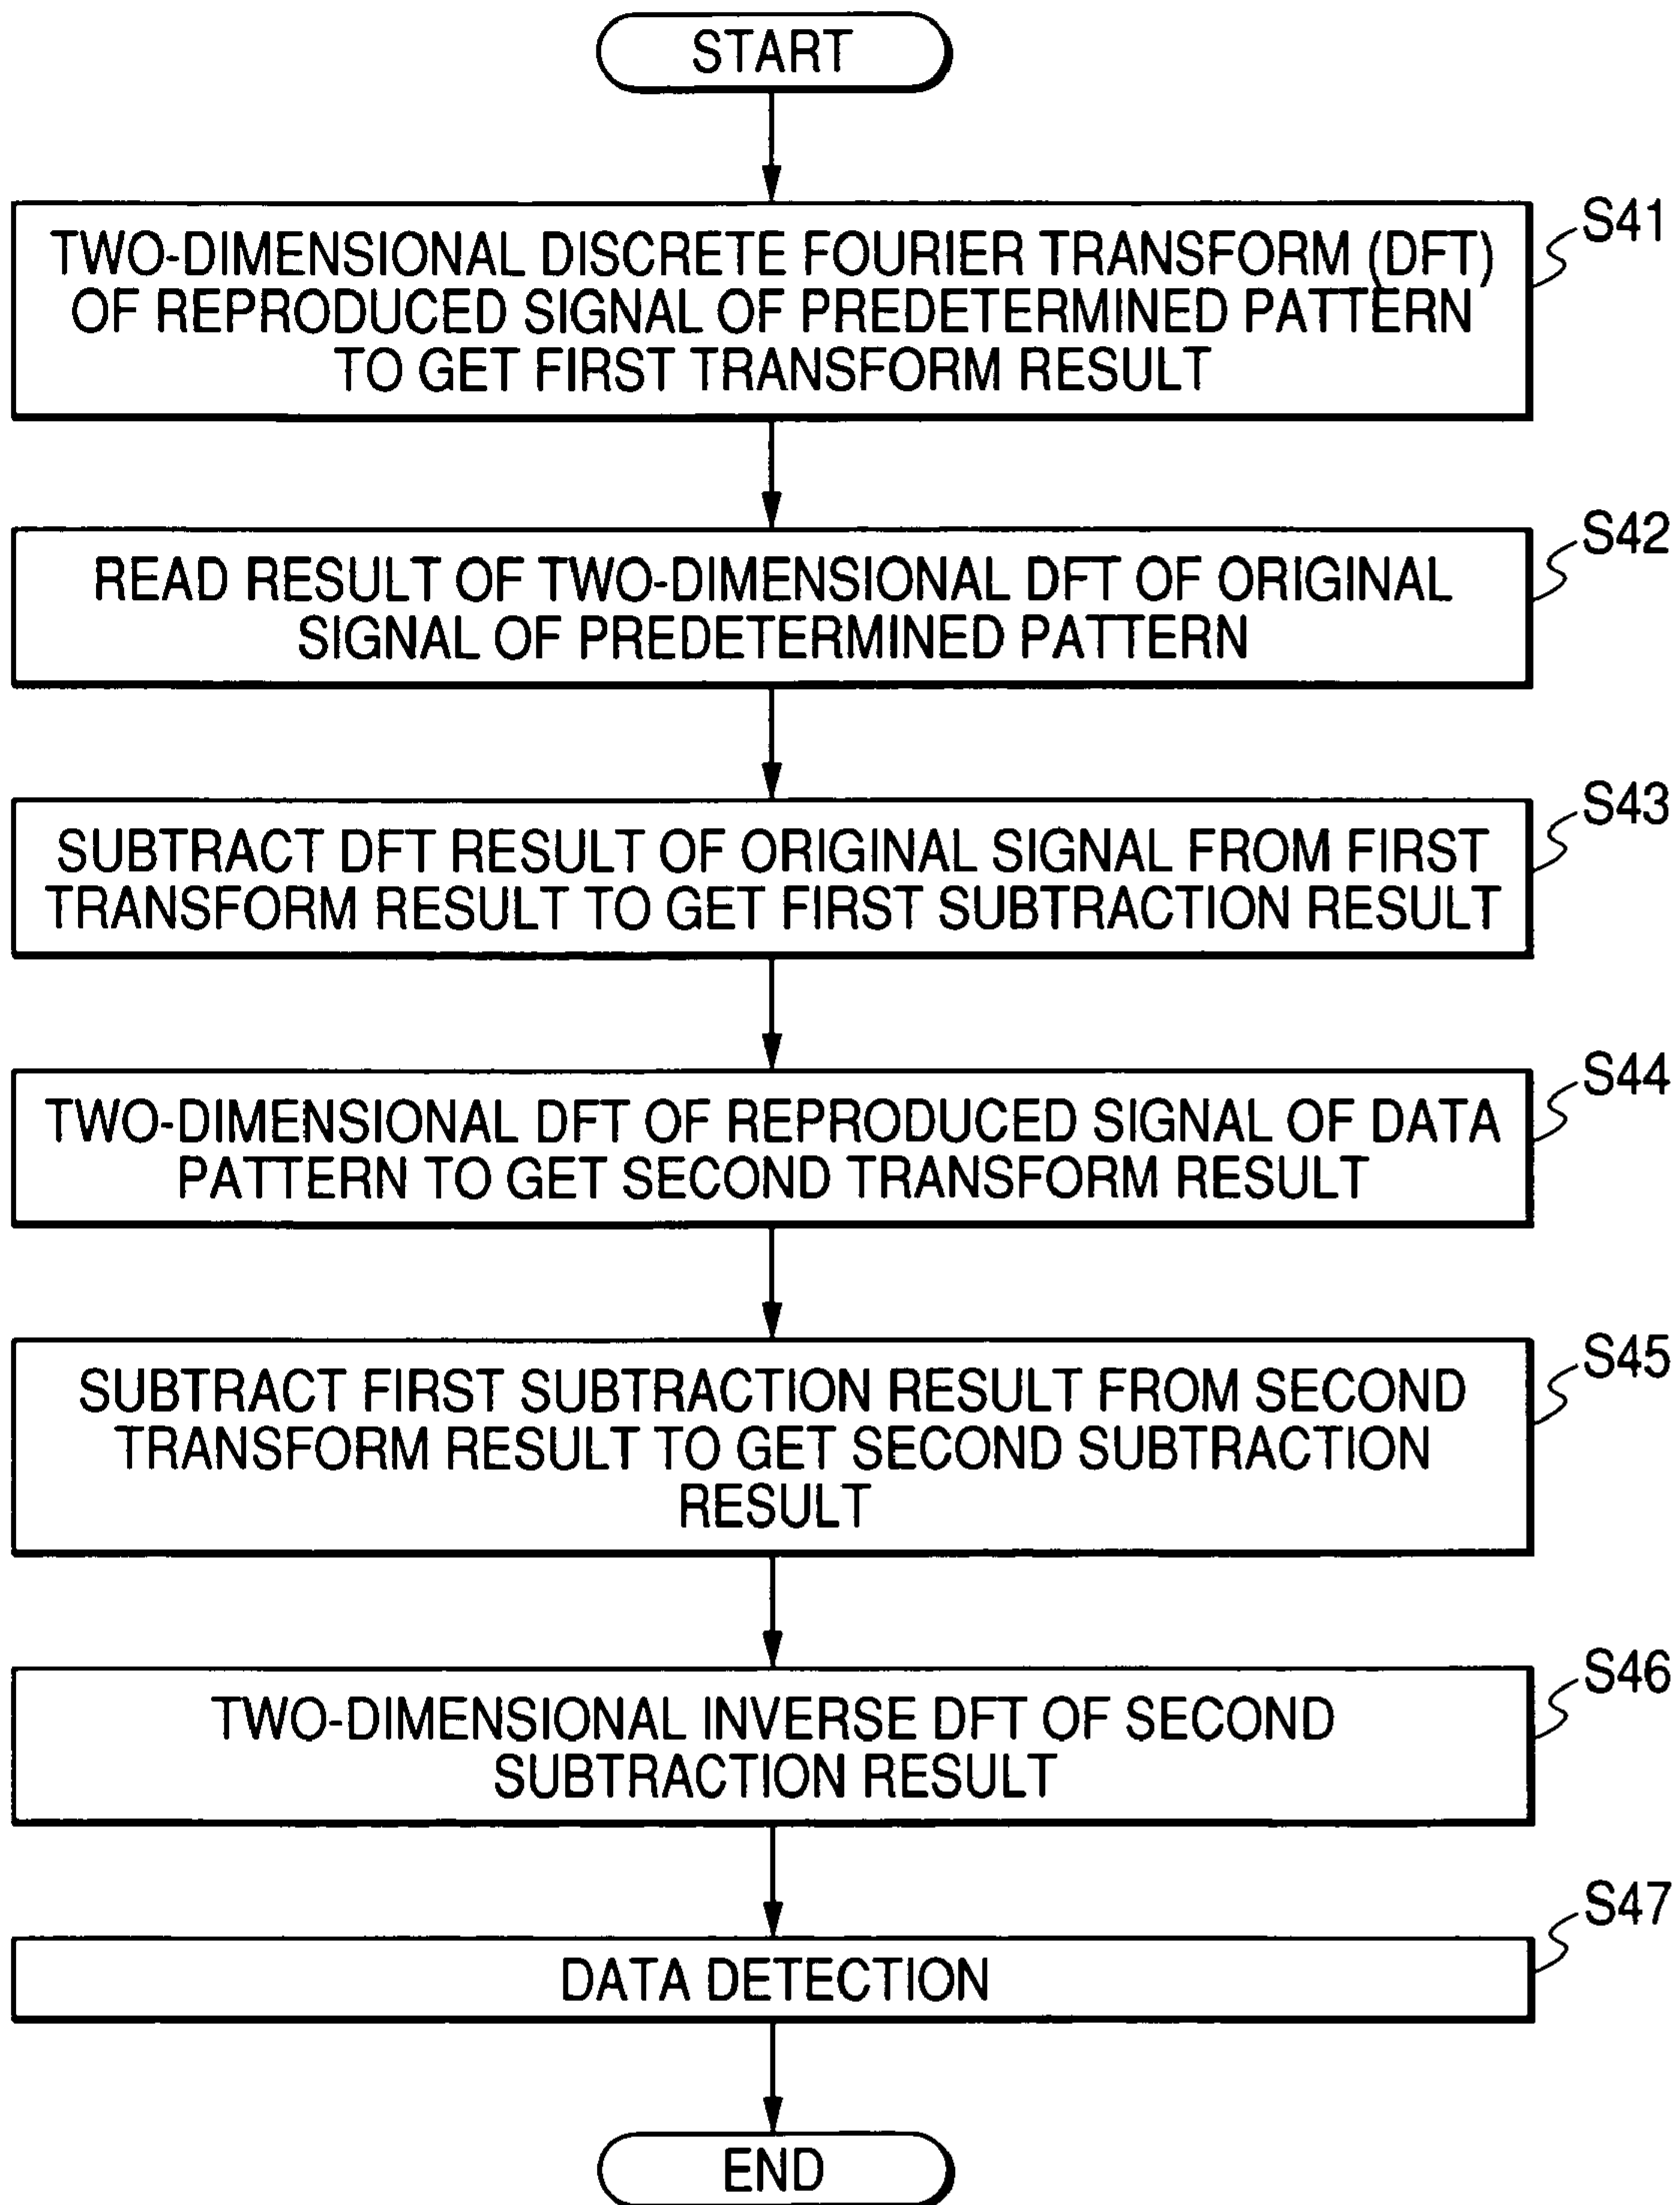 START
S41
TWO-DIMENSIONAL DISCRETE FOURIER TRANSFORM (DFT)
OF REPRODUCED SIGNAL OF PREDETERMINED PATTERN
TO GET FIRST TRANSFORM RESULT
S42
READ RESULT OF TWO-DIMENSIONAL DFT OF ORIGINAL
SIGNAL OF PREDETERMINED PATTERN
S43
SUBTRACT DFT RESULT OF ORIGINAL SIGNAL FROM FIRST
TRANSFORM RESULT TO GET FIRST SUBTRACTION RESULT
S44
TWO-DIMENSIONAL DFT OF REPRODUCED SIGNAL OF DATA
PATTERN TO GET SECOND TRANSFORM RESULT
S45
SUBTRACT FIRST SUBTRACTION RESULT FROM SECOND
TRANSFORM RESULT TO GET SECOND SUBTRACTION
RESULT
S46
TWO-DIMENSIONAL INVERSE DFT OF SECOND
SUBTRACTION RESULT
S47
DATA DETECTION
END